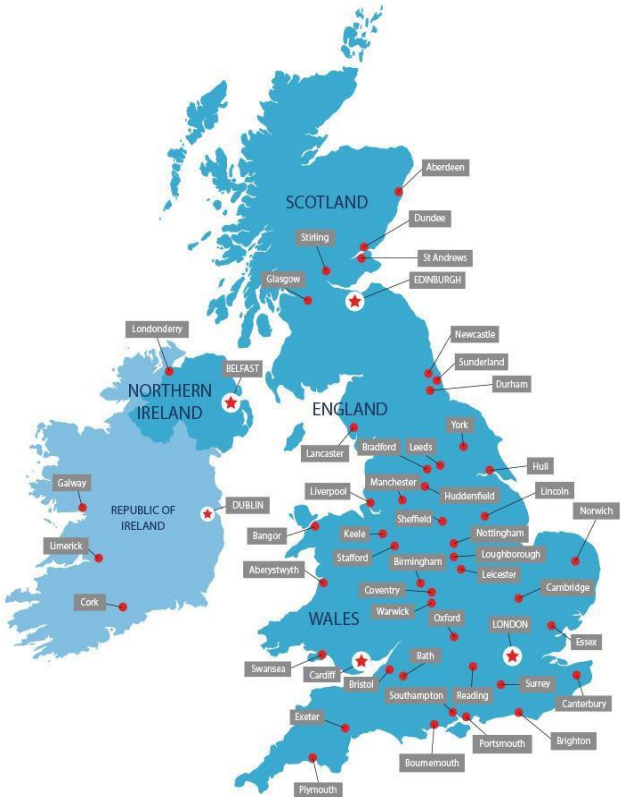 Aberdeen
SCOTLAND
Dundee
Stirling
St Andrews
Glasgow
EDINBURGH
Londonderry
Newcastle
Sunderland
BELFAST
Durham
NORTHERN
IRELAND
ENGLAND
York
Lancaster
Bradford
Leeds
Hull
Galway
Manchester
Huddersfield
Liverpool
Lincoln
DUBLIN
REPUBLIC OF
IRELAND
Sheffield
Norwich
Bangor
Keele
Nottingham
Stafford
Loughborough
Limerick
Birmingham
Aberystwyth
Leicester
Coventry
Cambridge
Cork
Warwick
WALES
Oxford
LONDON
Essex
Swansea
Bath
Cardiff
Bristol
Surrey
Southampton
Reading
Canterbury
Exeter
Portsmouth
Brighton
Bournemouth
Plymouth